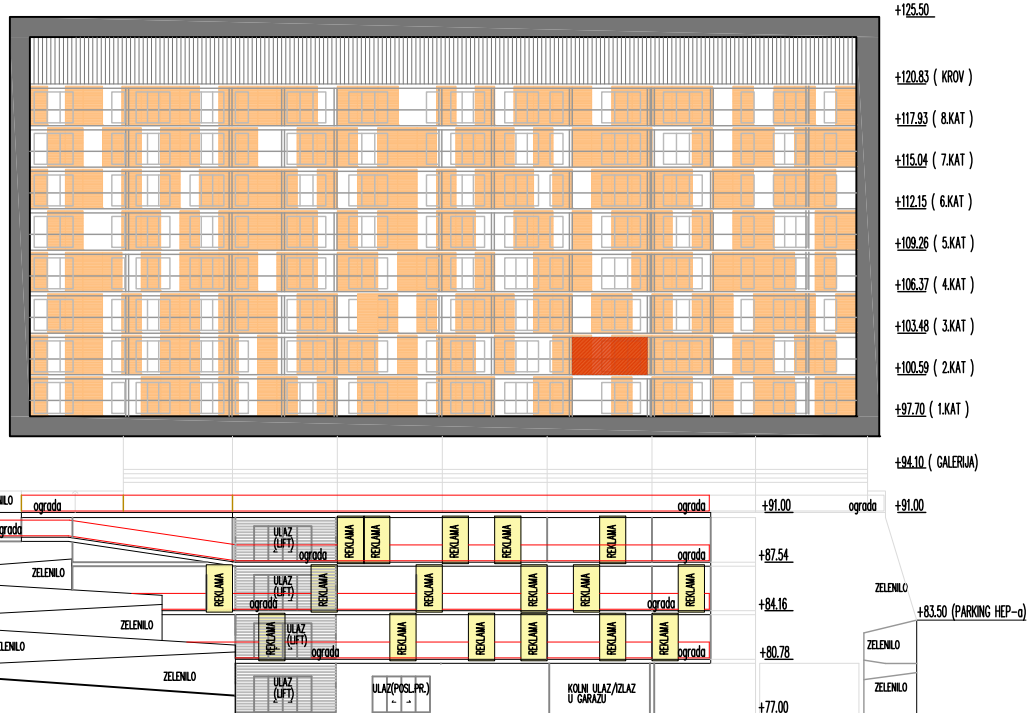 +125.50
+120.83 ( KROV )
+117.93 ( 8.KAT )
+115.04 ( 7.KAT )
+112.15 ( 6.KAT )
+109.26 ( 5.KAT )
+106.37 ( 4.KAT )
+103.48 ( 3.KAT )
+100.59 ( 2.KAT )
+97.70 ( 1.KAT )
+94.10 ( GALERIJA)
NILO ograda ograda +91.00 ograda +91.00
ograda ULAZ (LIFT) ograda REKLAMA REKLAMA REKLAMA REKLAMA REKLAMA ograda +87.54
ZELENILO REKLAMA ULAZ (LIFT) REKLAMA REKLAMA REKLAMA REKLAMA REKLAMA ZELENILO
ograda ograda +84.16
+83.50 (PARKING HEP-a)
ZELENILO REKLAMA ULAZ (LIFT) REKLAMA REKLAMA REKLAMA REKLAMA REKLAMA
ELENILO ograda ograda +80.78 ZELENILO
ZELENILO ULAZ (LIFT) ULAZ(POSL.PR.) KOLNI ULAZ/IZLAZ ZELENILO
U GARAŽU
+77.00